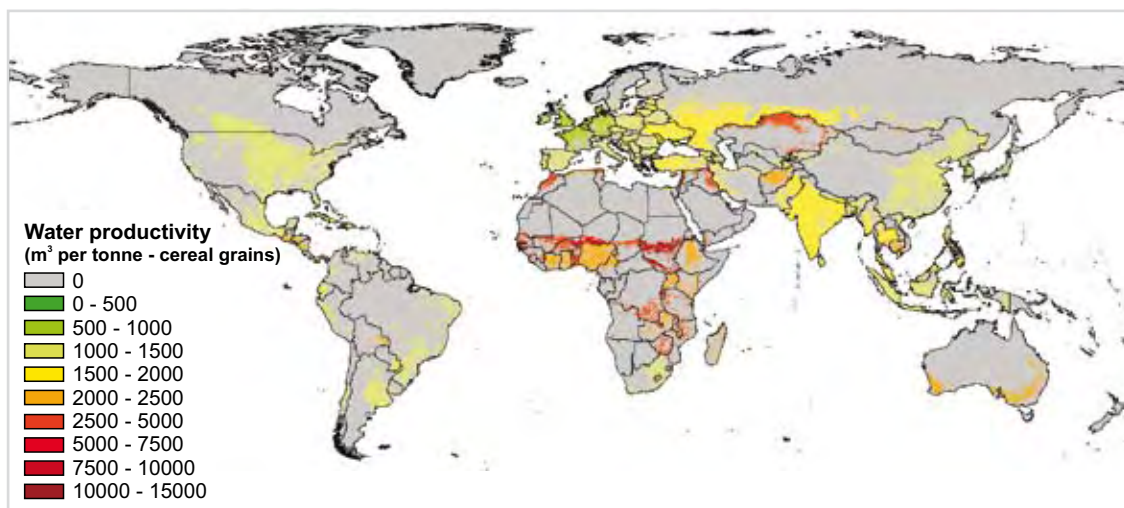 Water productivity
(m³ per tonne - cereal grains)
0
0 - 500
500 - 1000
1000 - 1500
1500 - 2000
2000 - 2500
2500 - 5000
5000 - 7500
7500 - 10000
10000 - 15000